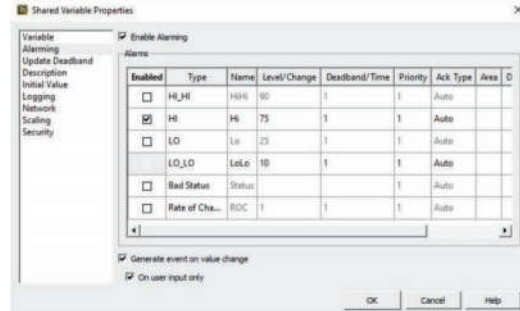 Shared Variable Properties
Variable
Alarming
Update Deadband
Description
Initial Value
Logging
Network
Scaling
Security
Enable Alarming
Alarms
Enabled Type Name Level/Change Deadband/Time Priority Ack Type Area D
HI_HI HiHi 90 1 1 Auto
HI Hi 75 1 1 Auto
LO Lo 25 1 1 Auto
LO_LO LoLo 10 1 1 Auto
Bad Status Status 1 Auto
Rate of Cha... ROC 1 1 1 Auto
Generate event on value change
On user input only
OK Cancel Help